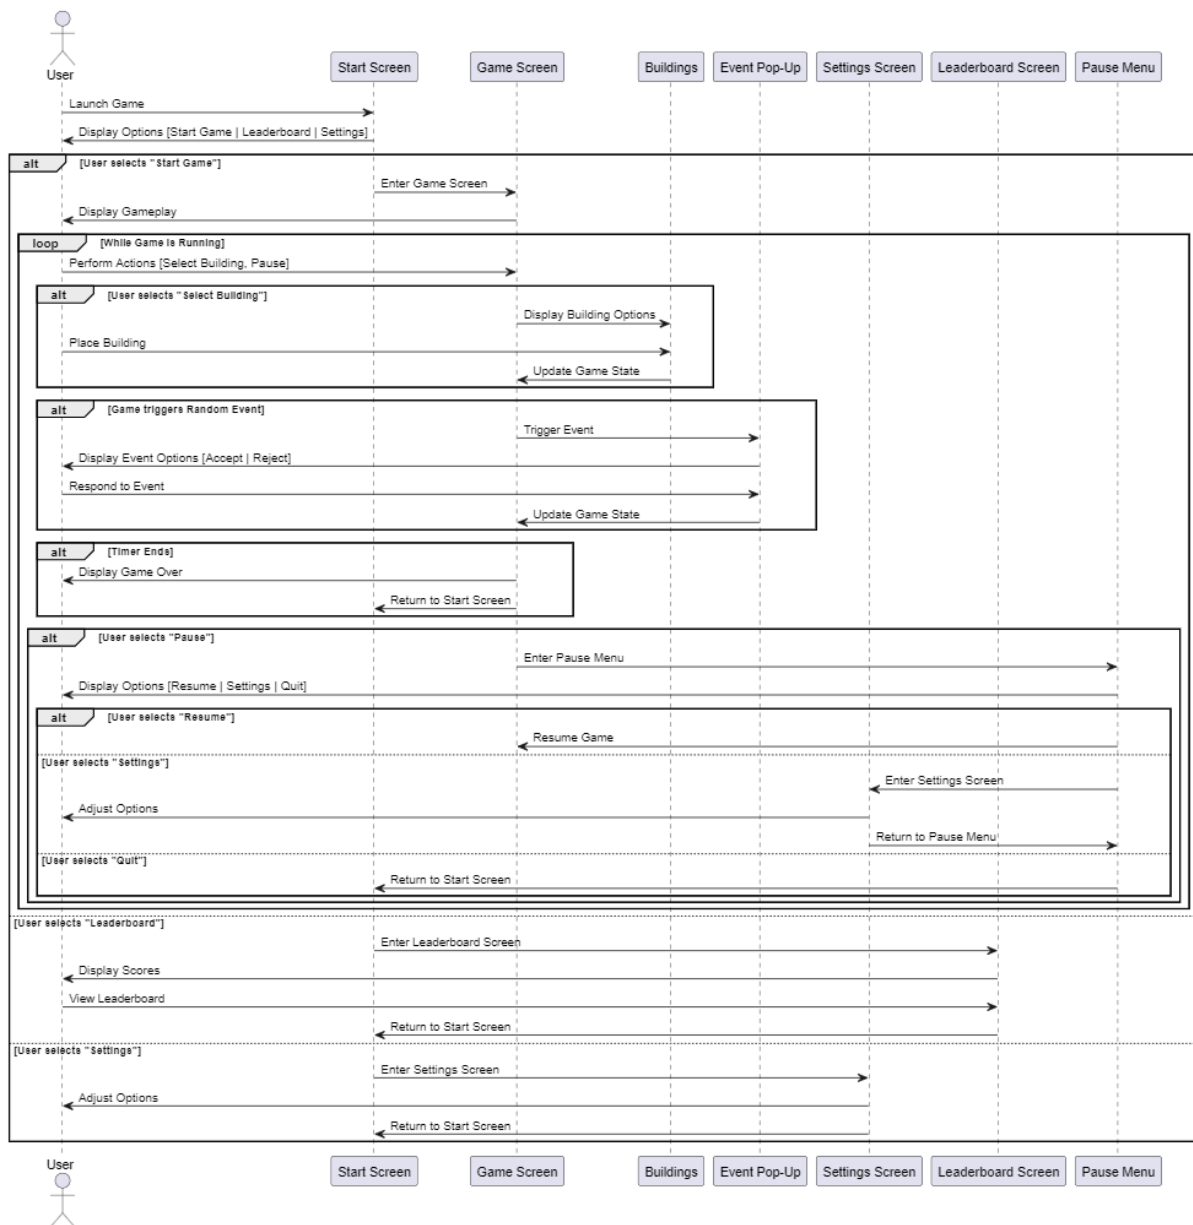 User
Start Screen Game Screen Buildings Event Pop-Up Settings Screen Leaderboard Screen Pause Menu
Launch Game
Display Options [Start Game | Leaderboard | Settings]
alt [User selects "Start Game"]
Enter Game Screen
Display Gameplay
loop [While Game is Running]
Perform Actions [Select Building, Pause]
alt [User selects "Select Building"]
Display Building Options
Place Building
Update Game State
alt [Game triggers Random Event]
Trigger Event
Display Event Options [Accept | Reject]
Respond to Event
Update Game State
alt [Timer Ends]
Display Game Over
Return to Start Screen
alt [User selects "Pause"]
Enter Pause Menu
Display Options [Resume | Settings | Quit]
alt [User selects "Resume"]
Resume Game
[User selects "Settings"]
Enter Settings Screen
Adjust Options
Return to Pause Menu
[User selects "Quit"]
Return to Start Screen
[User selects "Leaderboard"]
Enter Leaderboard Screen
Display Scores
View Leaderboard
Return to Start Screen
[User selects "Settings"]
Enter Settings Screen
Adjust Options
Return to Start Screen
User
Start Screen Game Screen Buildings Event Pop-Up Settings Screen Leaderboard Screen Pause Menu